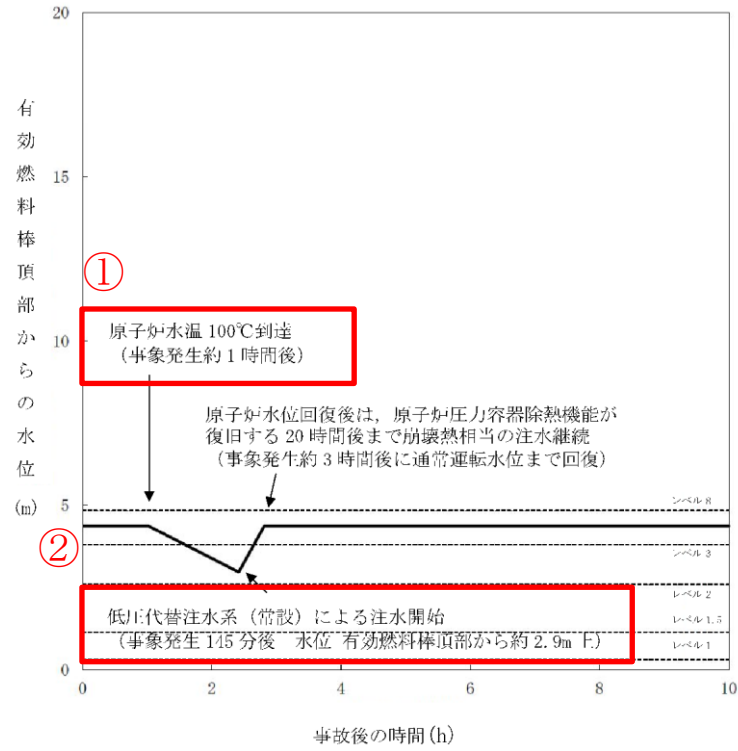 20
15
10
5
0
有効燃料棒頂部からの水位(m)
①
原子炉水温 100℃到達
(事象発生約 1 時間後)
原子炉水位回復後は，原子炉圧力容器除熱機能が
復旧する 20 時間後まで崩壊熱相当の注水継続
(事象発生約 3 時間後に通常運転水位まで回復)
レベル 8
②
レベル 3
レベル 2
低圧代替注水系（常設）による注水開始
レベル 1.5
(事象発生 145 分後 水位 有効燃料棒頂部から約 2.9m 上)
レベル 1
0 2 4 6 8 10
事故後の時間(h)